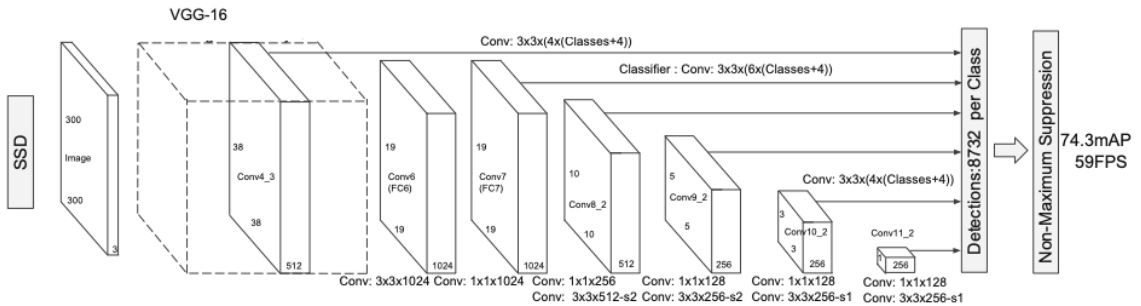 VGG-16
SSD
300
Image
300
3
38
Conv4_3
38
512
19
Conv6
(FC6)
19
1024
19
Conv7
(FC7)
19
1024
10
Conv8_2
10
512
5
Conv9_2
5
256
3
Conv10_2
3
256
Conv11_2
1
256
Conv: 3x3x(4x(Classes+4))
Classifier : Conv: 3x3x(6x(Classes+4))
Conv: 3x3x(4x(Classes+4))
Conv: 3x3x1024
Conv: 1x1x1024
Conv: 1x1x256
Conv: 3x3x512-s2
Conv: 1x1x128
Conv: 3x3x256-s2
Conv: 1x1x128
Conv: 3x3x256-s1
Conv: 1x1x128
Conv: 3x3x256-s1
Detections:8732 per Class
Non-Maximum Suppression
74.3mAP
59FPS